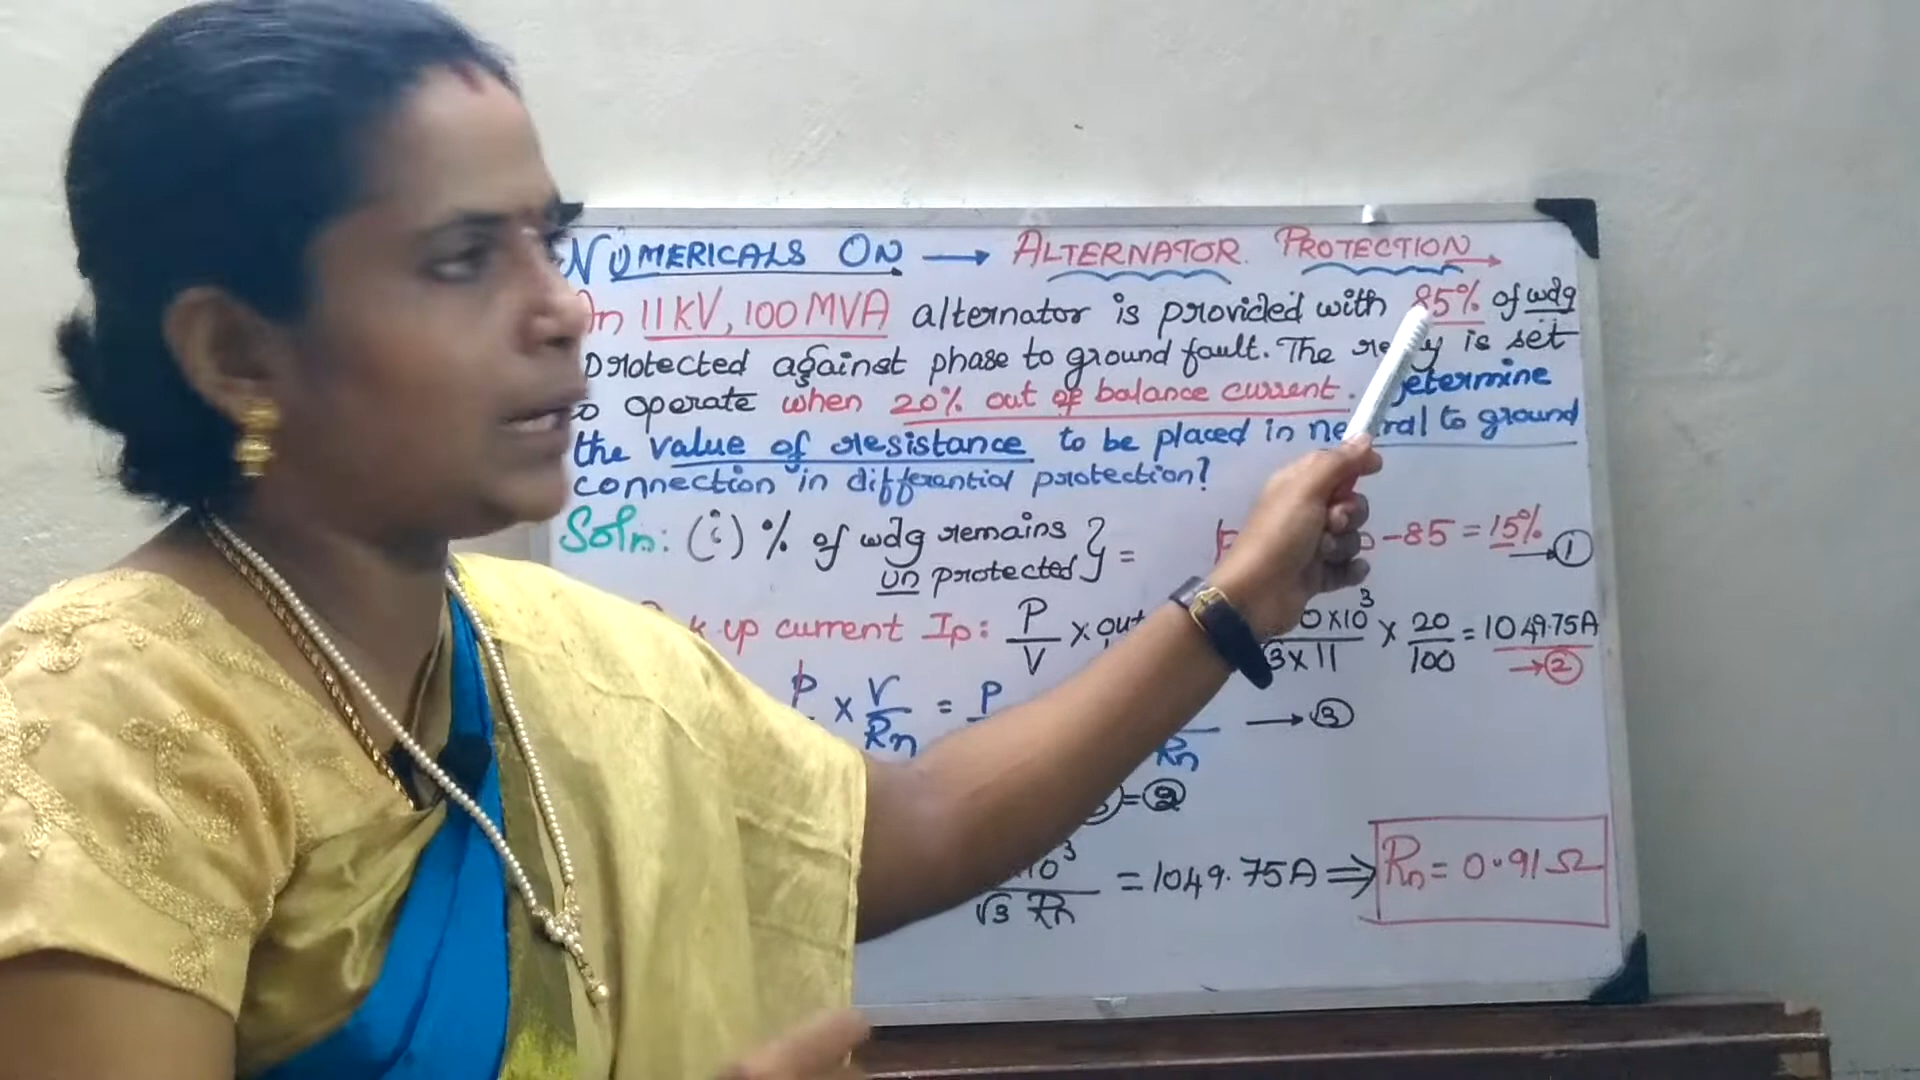 NUMERICALS ON → ALTERNATOR PROTECTION
An 11KV, 100MVA alternator is provided with 85% of wdg
protected against phase to ground fault. The is set
operate when 20% out of balance current. Determine
the value of resistance to be placed in to ground
connection in differential protection?
Soln: (i) % of wdg remains
un protected } = -85 = 15% → ①
up current Ip: P/V x out 0x10³/3x11 x 20/100 = 1049.75A → ②
p x V/Rn = P Rn → ③
= ②
10³/√3 Rn = 1049.75A ⇒ Rn = 0.91Ω